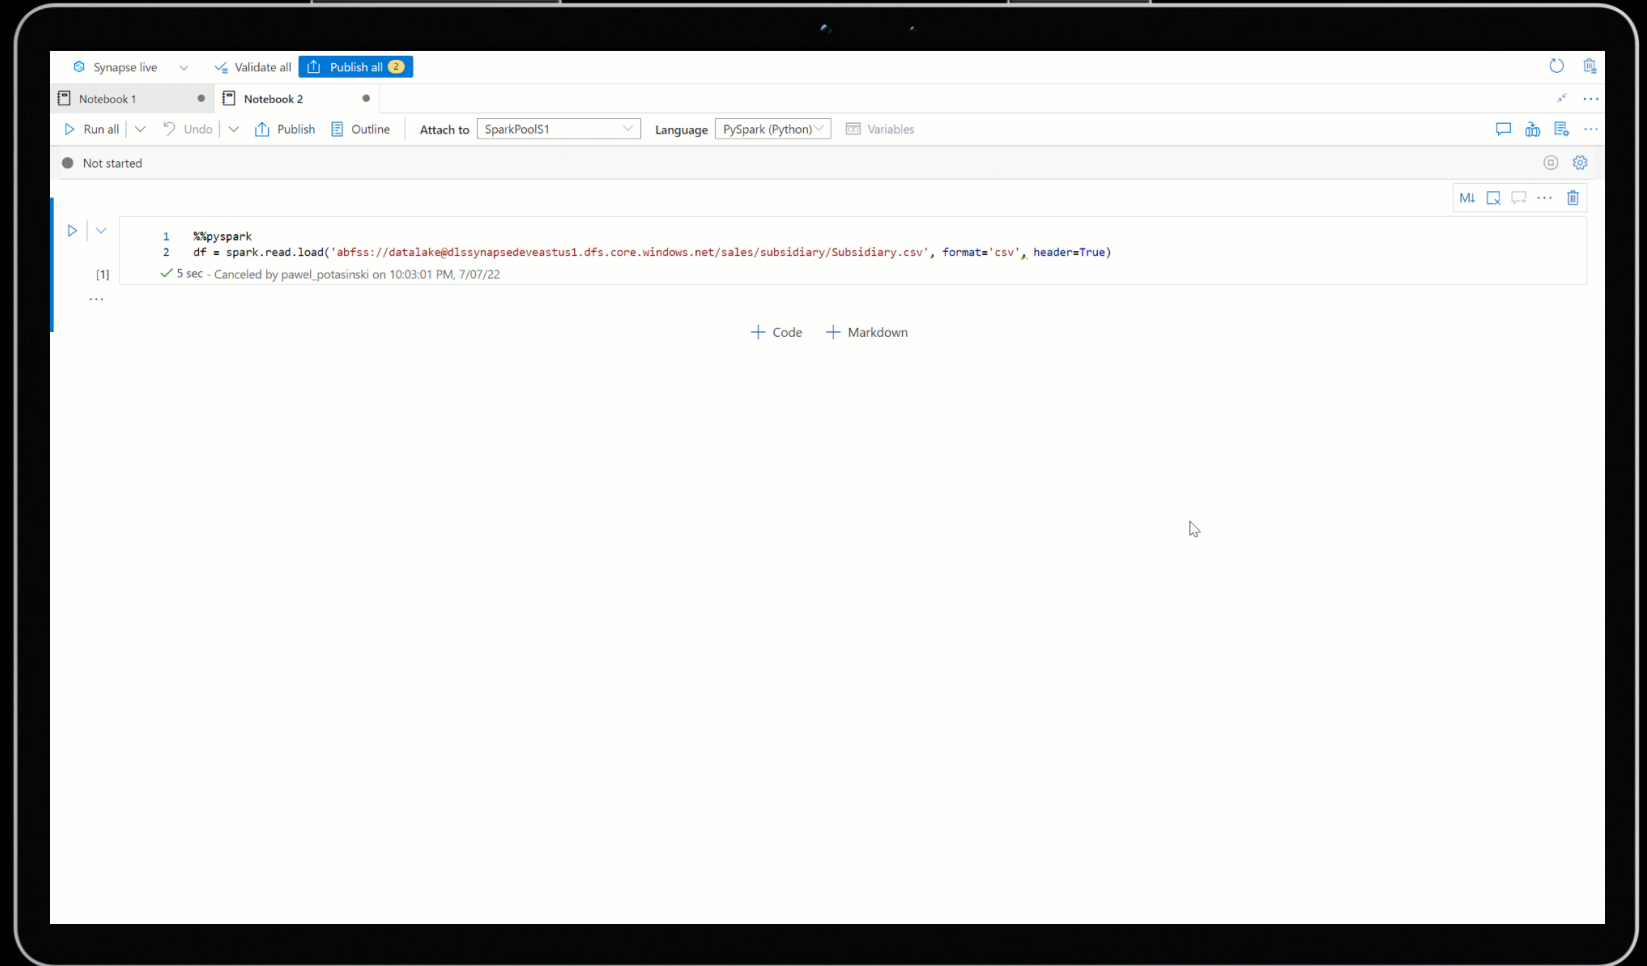 Synapse live Validate all Publish all 2
Notebook 1 Notebook 2
Run all Undo Publish Outline Attach to SparkPoolS1 Language PySpark (Python) Variables
Not started
M↓
1 %%pyspark
2 df = spark.read.load('abfss://datalake@dlssynapsedeveastus1.dfs.core.windows.net/sales/subsidiary/Subsidiary.csv', format='csv', header=True)
[1] 5 sec - Canceled by pawel_potasinski on 10:03:01 PM, 7/07/22
Code Markdown